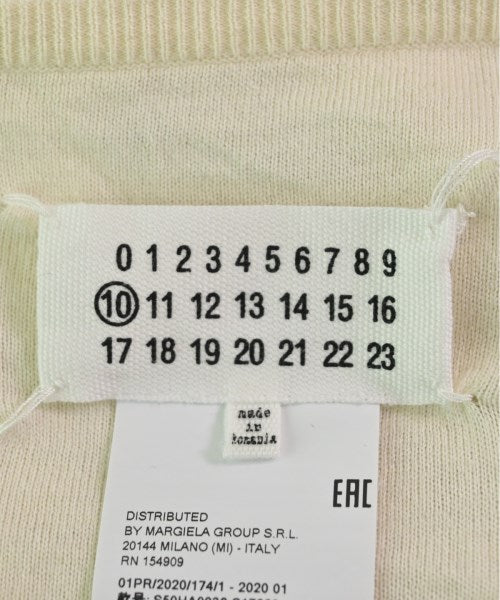 0 1 2 3 4 5 6 7 8 9
10 11 12 13 14 15 16
17 18 19 20 21 22 23
made
in
Romania
EAC
DISTRIBUTED
BY MARGIELA GROUP S.R.L.
20144 MILANO (MI) - ITALY
RN 154909
01PR/2020/174/1 - 2020 01